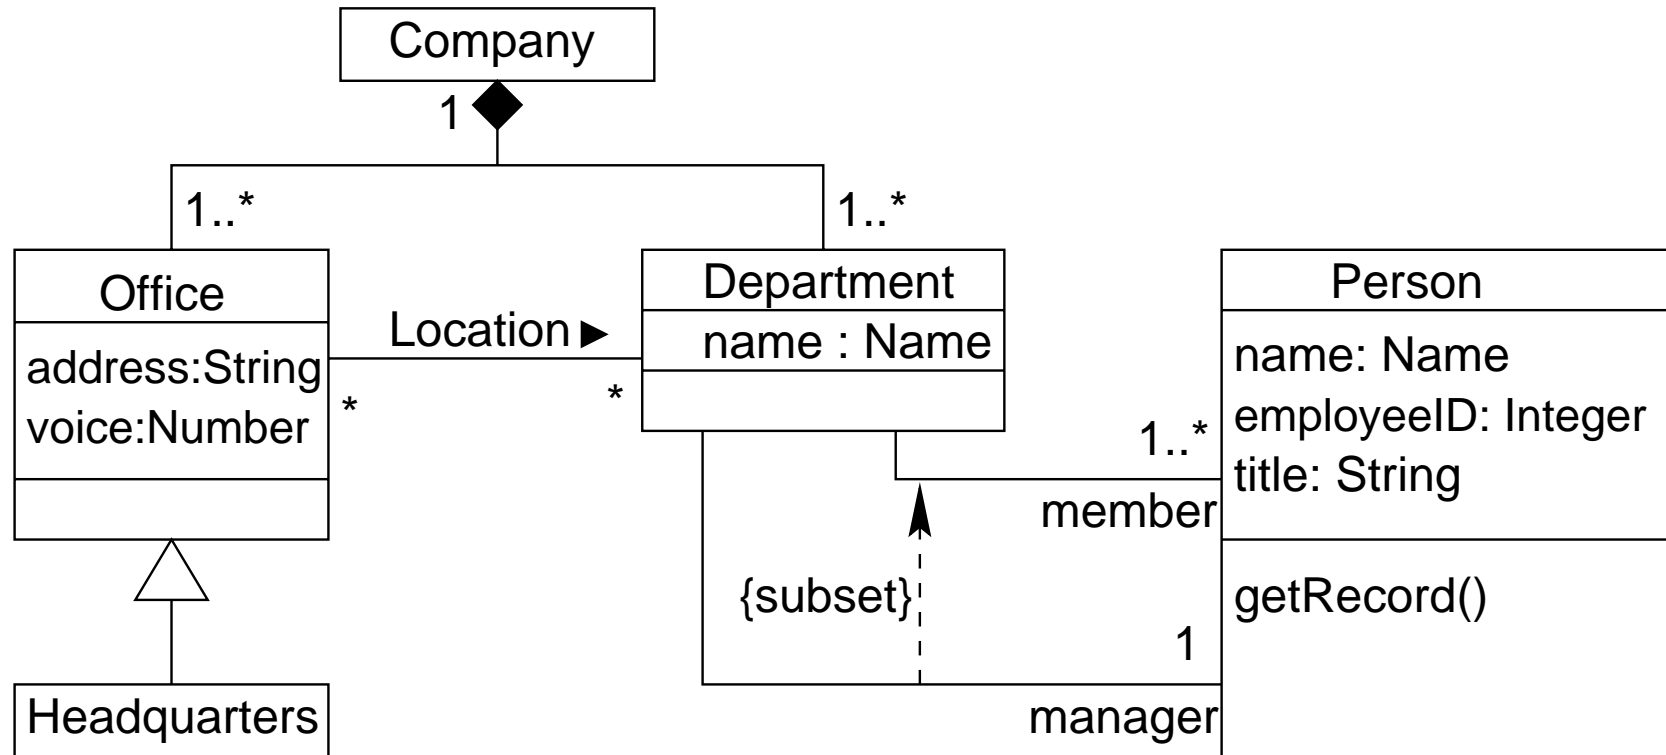 Company
1
1..*
1..*
Office
address:String
voice:Number
Location ►
*
*
Department
name : Name
Person
name: Name
employeeID: Integer
title: String
getRecord()
1..*
member
{subset}
1
manager
Headquarters